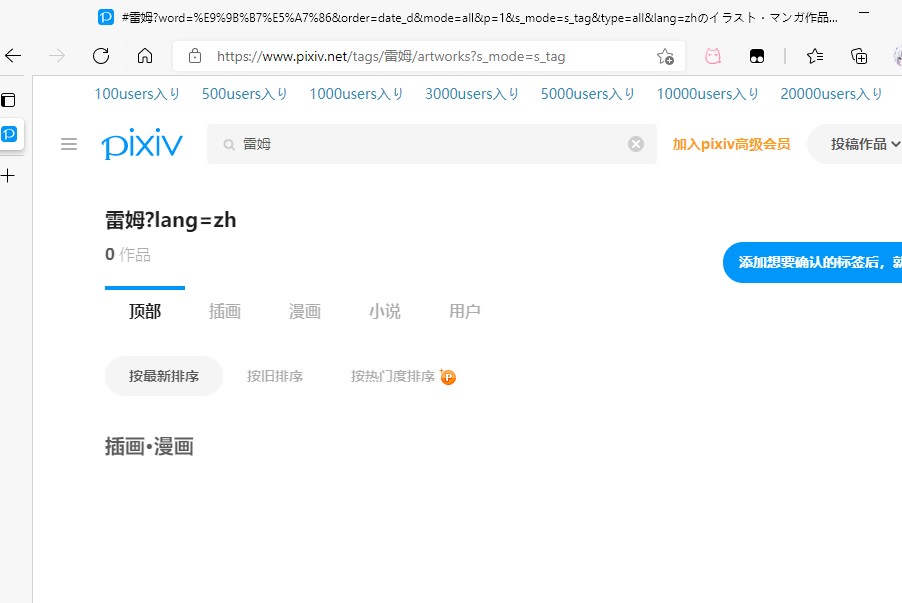 #雷姆?word=%E9%9B%B7%E5%A7%86&order=date_d&mode=all&p=1&s_mode=s_tag&type=all&lang=zhのイラスト・マンガ作品...
https://www.pixiv.net/tags/雷姆/artworks?s_mode=s_tag
100users入り 500users入り 1000users入り 3000users入り 5000users入り 10000users入り 20000users入り
pixiv 雷姆 加入pixiv高级会员 投稿作品
雷姆?lang=zh
0 作品
添加想要确认的标签后，就
顶部 插画 漫画 小说 用户
按最新排序 按旧排序 按热门度排序 P
插画•漫画